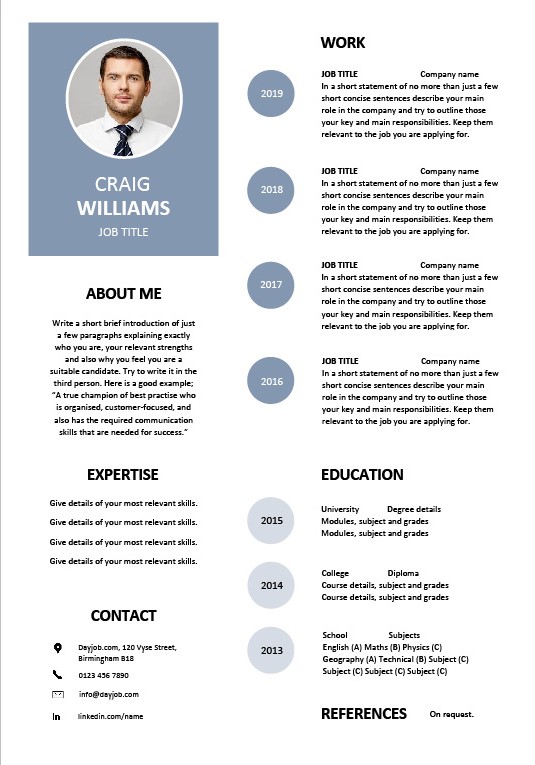 CRAIG
WILLIAMS
JOB TITLE
ABOUT ME
Write a short brief introduction of just
a few paragraphs explaining exactly
who you are, your relevant strengths
and also why you feel you are a
suitable candidate. Try to write it in the
third person. Here is a good example;
“A true champion of best practise who
is organised, customer-focused, and
also has the required communication
skills that are needed for success.”
EXPERTISE
Give details of your most relevant skills.
Give details of your most relevant skills.
Give details of your most relevant skills.
Give details of your most relevant skills.
CONTACT
Dayjob.com, 120 Vyse Street,
Birmingham B18
0123 456 7890
info@dayjob.com
in linkedin.com/name
WORK
2019
JOB TITLE Company name
In a short statement of no more than just a few
short concise sentences describe your main
role in the company and try to outline those
your key and main responsibilities. Keep them
relevant to the job you are applying for.
2018
JOB TITLE Company name
In a short statement of no more than just a few
short concise sentences describe your main
role in the company and try to outline those
your key and main responsibilities. Keep them
relevant to the job you are applying for.
2017
JOB TITLE Company name
In a short statement of no more than just a few
short concise sentences describe your main
role in the company and try to outline those
your key and main responsibilities. Keep them
relevant to the job you are applying for.
2016
JOB TITLE Company name
In a short statement of no more than just a few
short concise sentences describe your main
role in the company and try to outline those
your key and main responsibilities. Keep them
relevant to the job you are applying for.
EDUCATION
2015
University Degree details
Modules, subject and grades
Modules, subject and grades
2014
College Diploma
Course details, subject and grades
Course details, subject and grades
2013
School Subjects
English (A) Maths (B) Physics (C)
Geography (A) Technical (B) Subject (C)
Subject (C) Subject (C) Subject (C)
REFERENCES On request.